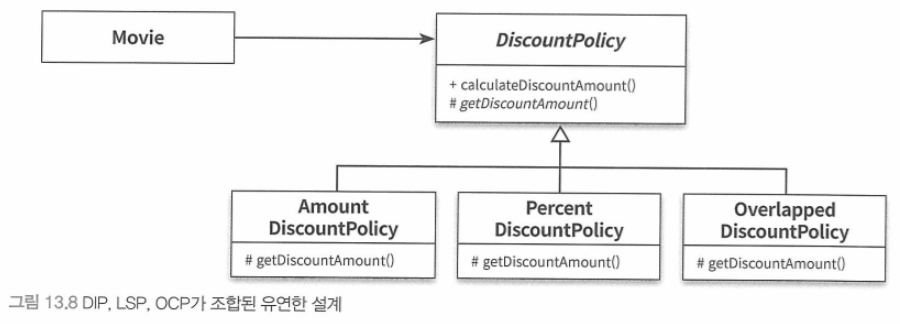 Movie
DiscountPolicy
+ calculateDiscountAmount()
# getDiscountAmount()
Amount
DiscountPolicy
# getDiscountAmount()
Percent
DiscountPolicy
# getDiscountAmount()
Overlapped
DiscountPolicy
# getDiscountAmount()
그림 13.8 DIP, LSP, OCP가 조합된 유연한 설계